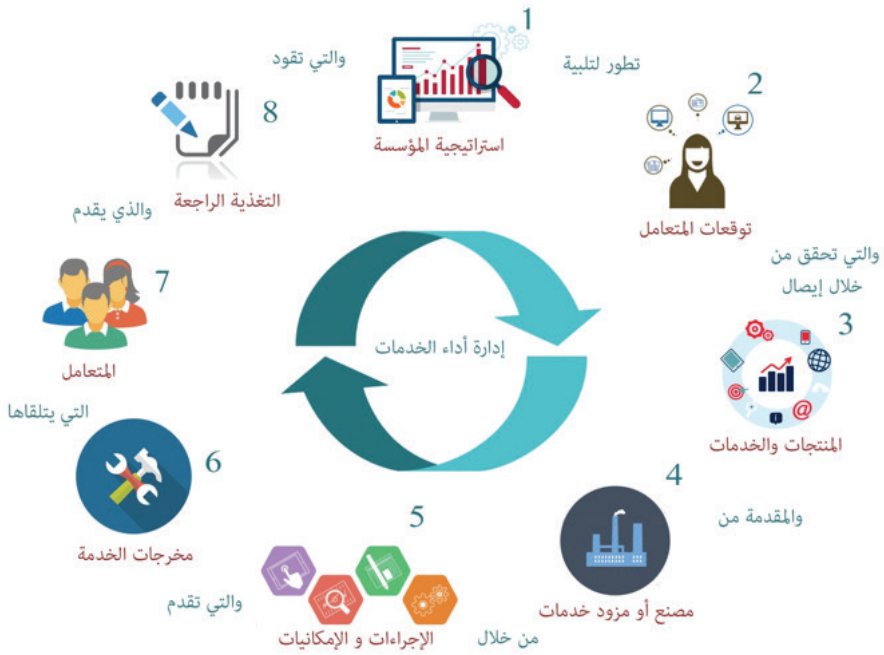 1
استراتيجية المؤسسة
تطور لتلبية
2
توقعات المتعامل
والتي تحقق من
خلال إيصال
3
المنتجات والخدمات
والمقدمة من
4
مصنع أو مزود خدمات
من خلال
5
الإجراءات و الإمكانيات
والتي تقدم
6
مخرجات الخدمة
التي يتلقاها
7
المتعامل
والذي يقدم
8
التغذية الراجعة
والتي تقود
إدارة أداء الخدمات
@